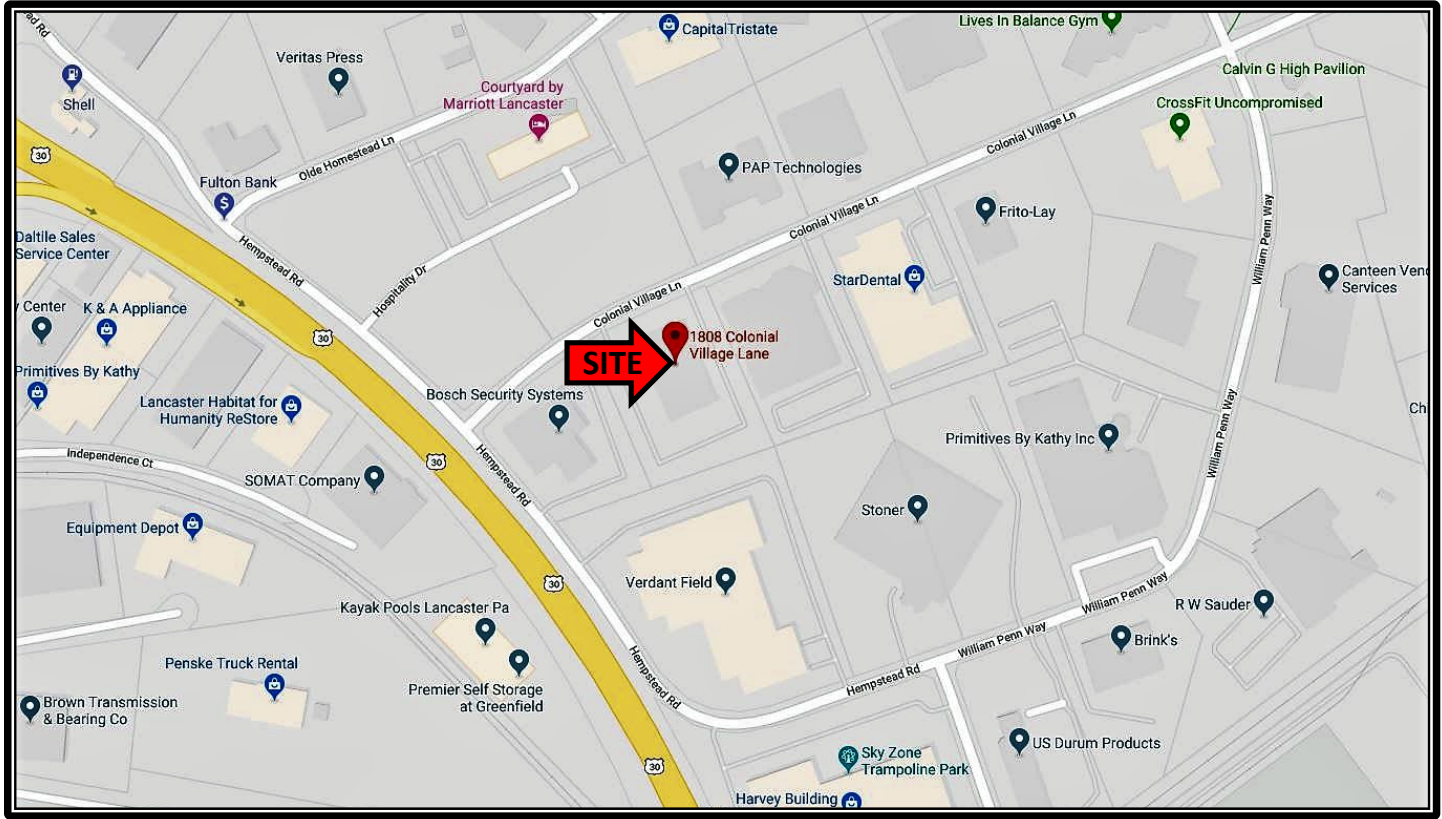 ad Rd
Lives In Balance Gym
CapitalTristate
Veritas Press
Calvin G High Pavilion
Shell
Courtyard by
Marriott Lancaster
CrossFit Uncompromised
Colonial Village Ln
30
Olde Homestead Ln
PAP Technologies
Fulton Bank
$
Frito-Lay
Colonial Village Ln
William Penn Way
Daltile Sales
Service Center
Hempstead Rd
StarDental
Canteen Ven
Services
Hospitality Dr
Colonial Village Ln
y Center
K & A Appliance
30
1808 Colonial
Village Lane
SITE
Primitives By Kathy
Bosch Security Systems
Lancaster Habitat for
Humanity ReStore
Ch
William Penn Way
Primitives By Kathy Inc
Independence Ct
30
Hempstead Rd
SOMAT Company
Stoner
Equipment Depot
30
Verdant Field
William Penn Way
Kayak Pools Lancaster Pa
R W Sauder
William Penn Way
Brink's
Penske Truck Rental
Hempstead Rd
Hempstead Rd
Premier Self Storage
at Greenfield
Brown Transmission
& Bearing Co
US Durum Products
Sky Zone
Trampoline Park
30
Harvey Building